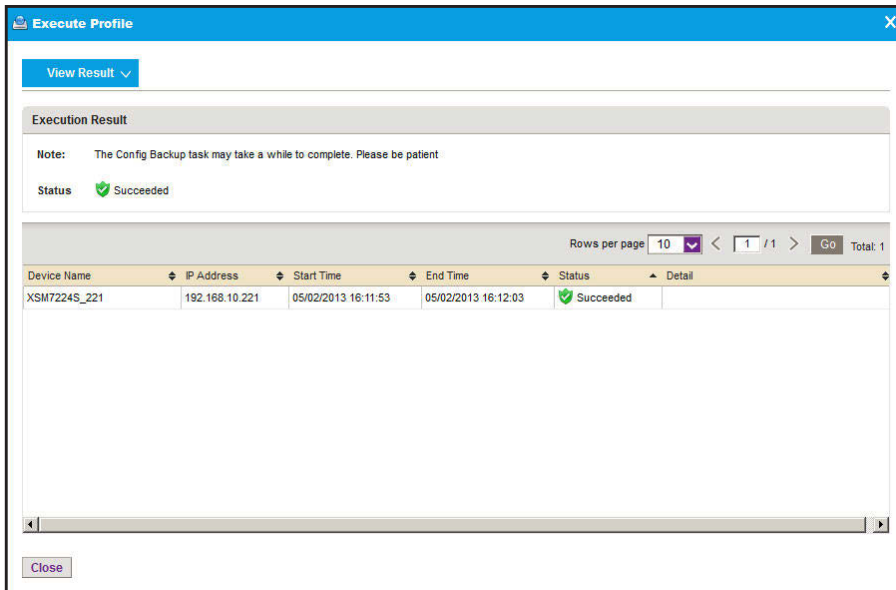 Execute Profile X
View Result
Execution Result
Note: The Config Backup task may take a while to complete. Please be patient
Status Succeeded
Rows per page 10 < 1 / 1 > Go Total: 1
Device Name IP Address Start Time End Time Status Detail
XSM7224S_221 192.168.10.221 05/02/2013 16:11:53 05/02/2013 16:12:03 Succeeded
Close